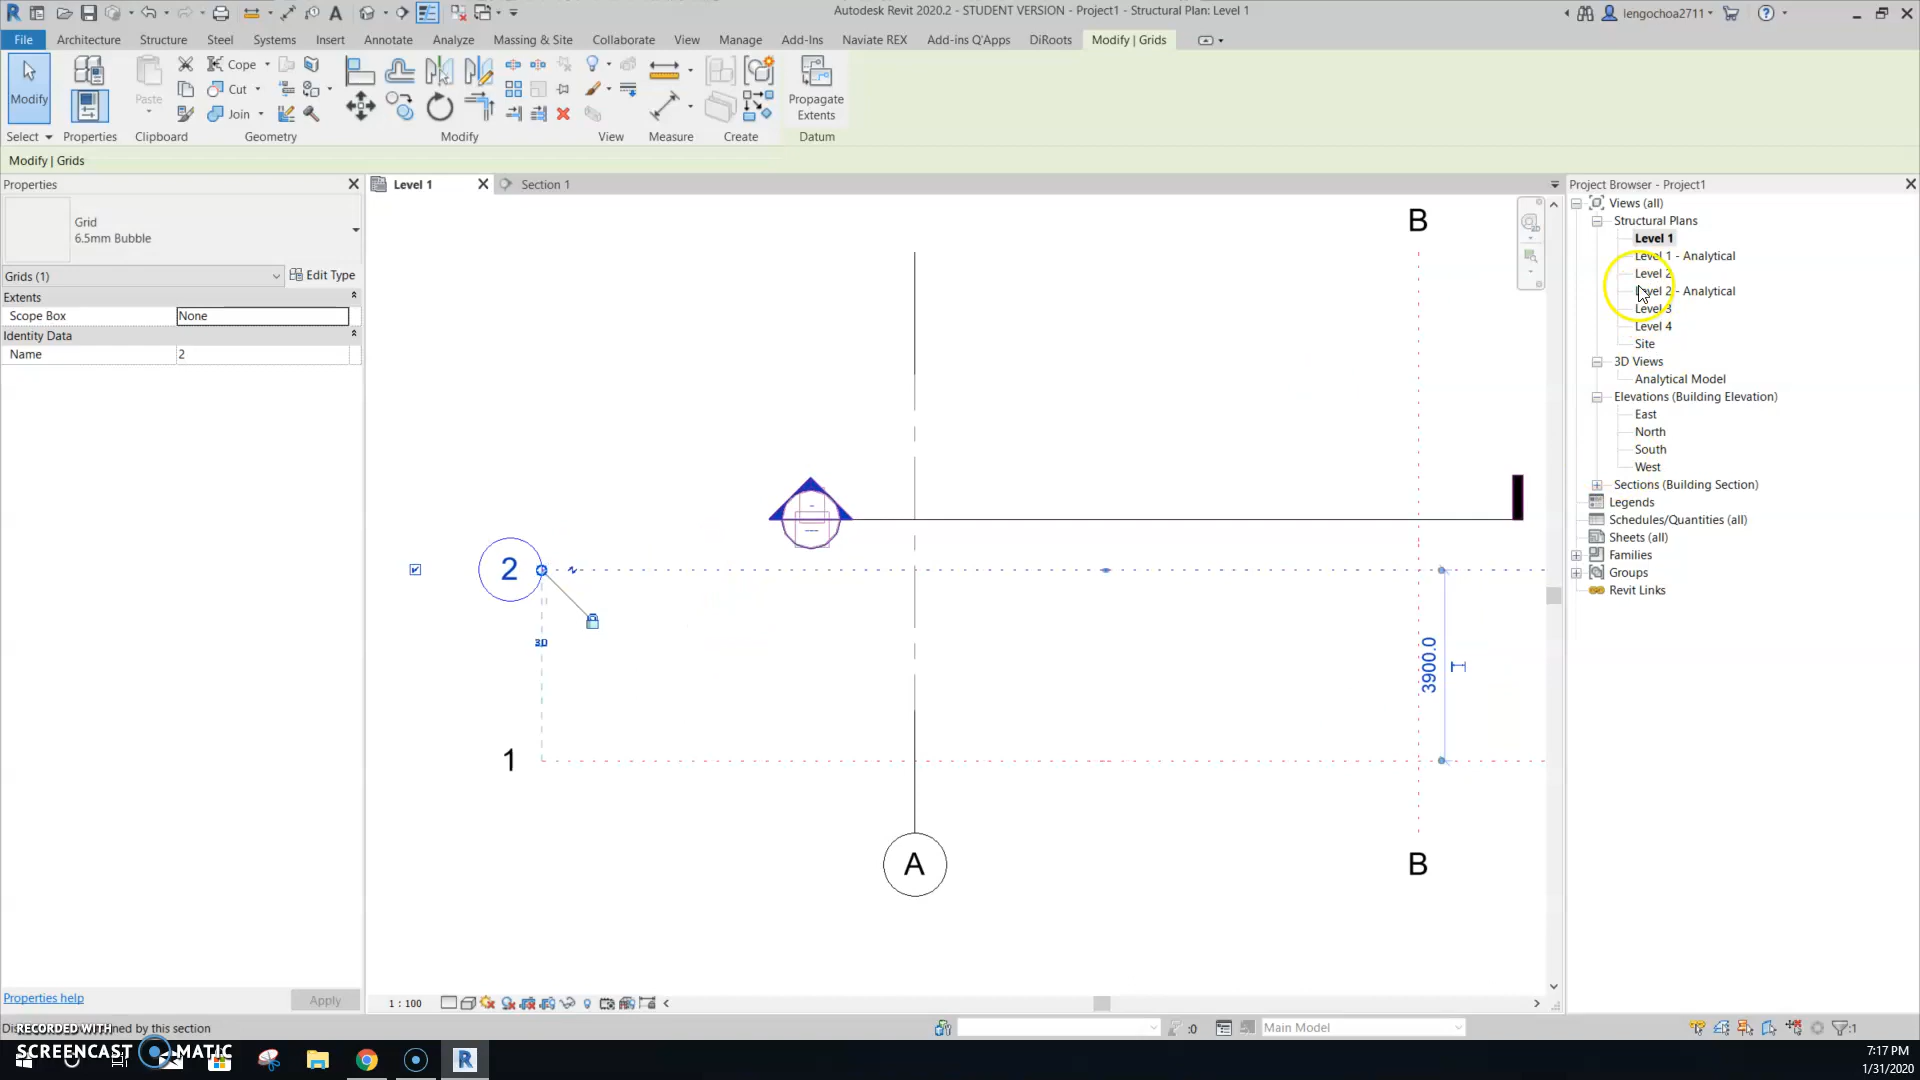 Autodesk Revit 2020.2 - STUDENT VERSION - Project1 - Structural Plan: Level 1
lengochoa2711
File Architecture Structure Steel Systems Insert Annotate Analyze Massing & Site Collaborate View Manage Add-Ins Naviate REX Add-ins Q'Apps DiRoots Modify | Grids
Modify
Paste
Cope
Cut
Join
Propagate
Extents
Select Properties Clipboard Geometry Modify View Measure Create Datum
Modify | Grids
Properties
Grid
6.5mm Bubble
Grids (1) Edit Type
Extents
Scope Box None
Identity Data
Name 2
Properties help Apply
Level 1 Section 1
B
2
3D
3900.0
1
A
B
1 : 100
Project Browser - Project1
Views (all)
Structural Plans
Level 1
Level 1 - Analytical
Level 2
Level 2 - Analytical
Level 3
Level 4
Site
3D Views
Analytical Model
Elevations (Building Elevation)
East
North
South
West
Sections (Building Section)
Legends
Schedules/Quantities (all)
Sheets (all)
Families
Groups
Revit Links
ned by this section
:0
Main Model
:1
RECORDED WITH
SCREENCAST MATIC
7:17 PM
1/31/2020